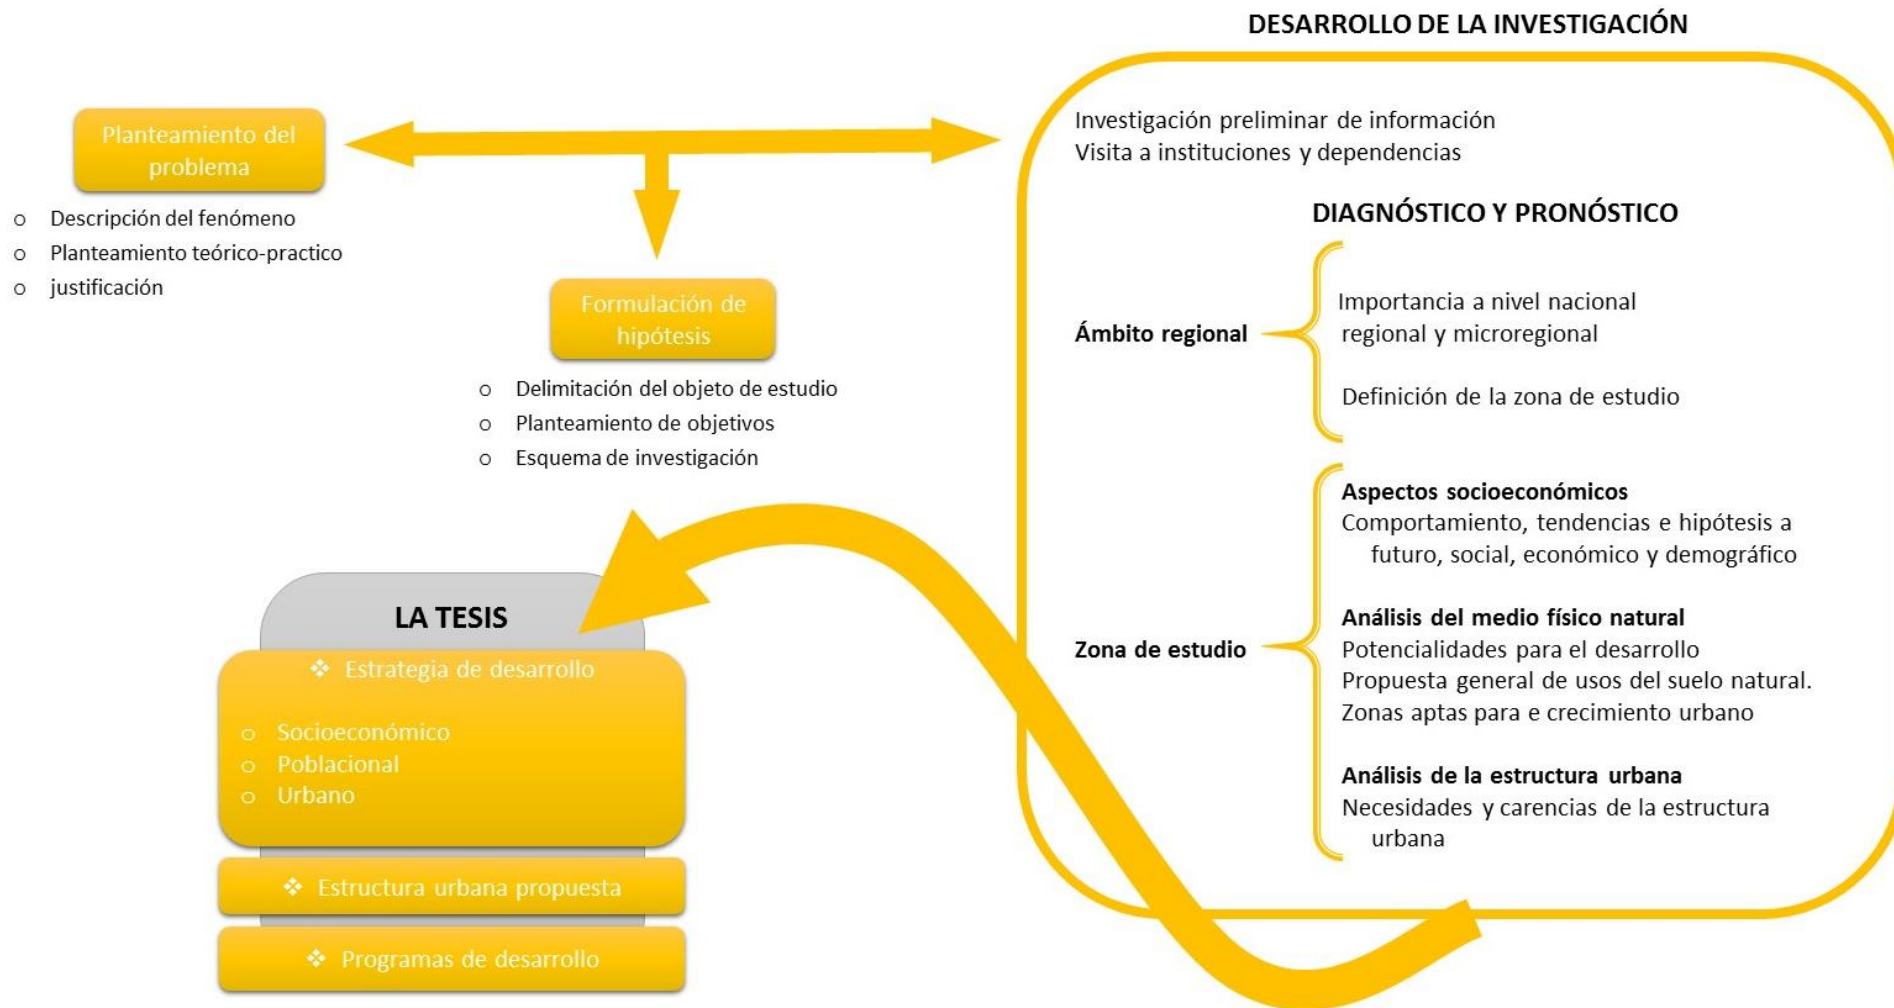 DESARROLLO DE LA INVESTIGACIÓN
Planteamiento del
problema
o Descripción del fenómeno
o Planteamiento teórico-practico
o justificación
Formulación de
hipótesis
o Delimitación del objeto de estudio
o Planteamiento de objetivos
o Esquema de investigación
Investigación preliminar de información
Visita a instituciones y dependencias
DIAGNÓSTICO Y PRONÓSTICO
Ámbito regional
Importancia a nivel nacional
regional y microregional
Definición de la zona de estudio
Zona de estudio
Aspectos socioeconómicos
Comportamiento, tendencias e hipótesis a
futuro, social, económico y demográfico
Análisis del medio físico natural
Potencialidades para el desarrollo
Propuesta general de usos del suelo natural.
Zonas aptas para e crecimiento urbano
Análisis de la estructura urbana
Necesidades y carencias de la estructura
urbana
LA TESIS
❖ Estrategia de desarrollo
o Socioeconómico
o Poblacional
o Urbano
❖ Estructura urbana propuesta
❖ Programas de desarrollo